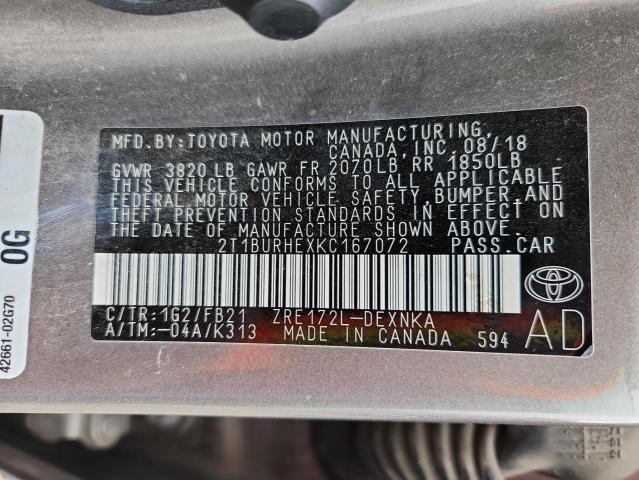 MFD.BY:TOYOTA MOTOR MANUFACTURING,
CANADA,INC.08/18
GVWR 3820 LB GAWR FR 2070LB RR 1850LB
THIS VEHICLE CONFORMS TO ALL APPLICABLE
FEDERAL MOTOR VEHICLE SAFETY,BUMPER,AND
THEFT PREVENTION STANDARDS IN EFFECT ON
THE DATE OF MANUFACTURE SHOWN ABOVE.
2T1BURHEXKC167072 PASS.CAR
C/TR:1G2/FB21 ZRE172L-DEXNKA
A/TM:-04A/K313 MADE IN CANADA 594
AD
0G
42661-02G70